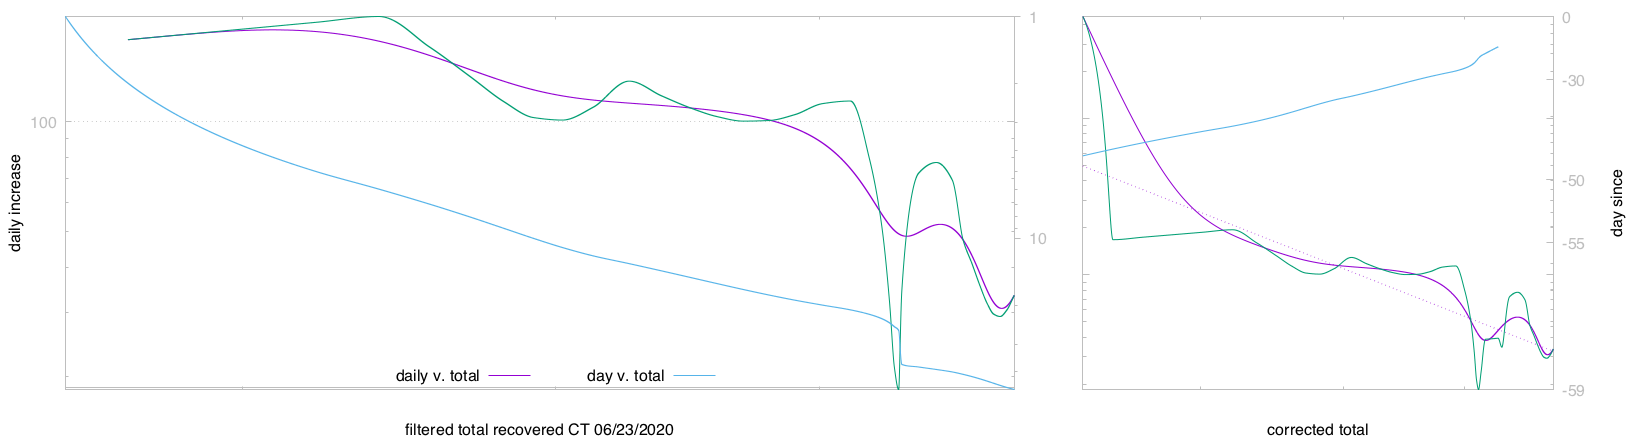 1
0
-30
100
daily increase
-50
day since
10
-55
daily v. total
day v. total
-59
filtered total recovered CT 06/23/2020
corrected total